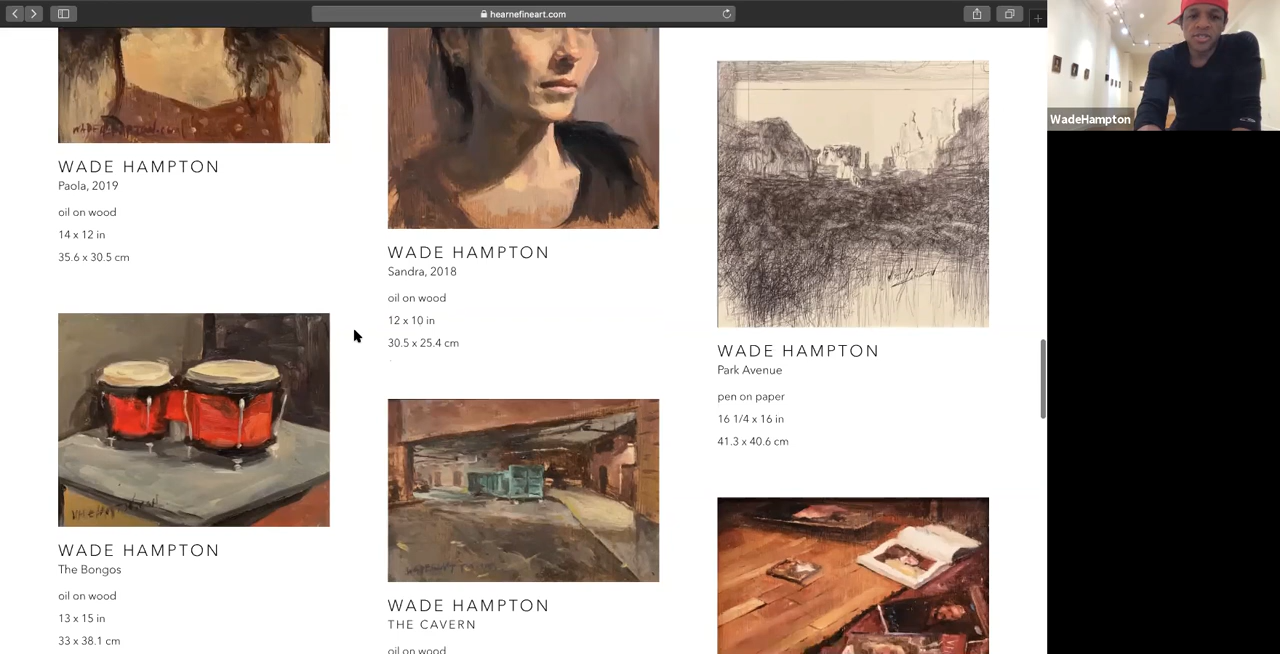 hearnefineart.com
WadeHampton
WADE HAMPTON
Paola, 2019
oil on wood
14 x 12 in
35.6 x 30.5 cm
WADE HAMPTON
The Bongos
oil on wood
13 x 15 in
33 x 38.1 cm
WADE HAMPTON
Sandra, 2018
oil on wood
12 x 10 in
30.5 x 25.4 cm
WADE HAMPTON
THE CAVERN
oil on wood
WADE HAMPTON
Park Avenue
pen on paper
16 1/4 x 16 in
41.3 x 40.6 cm